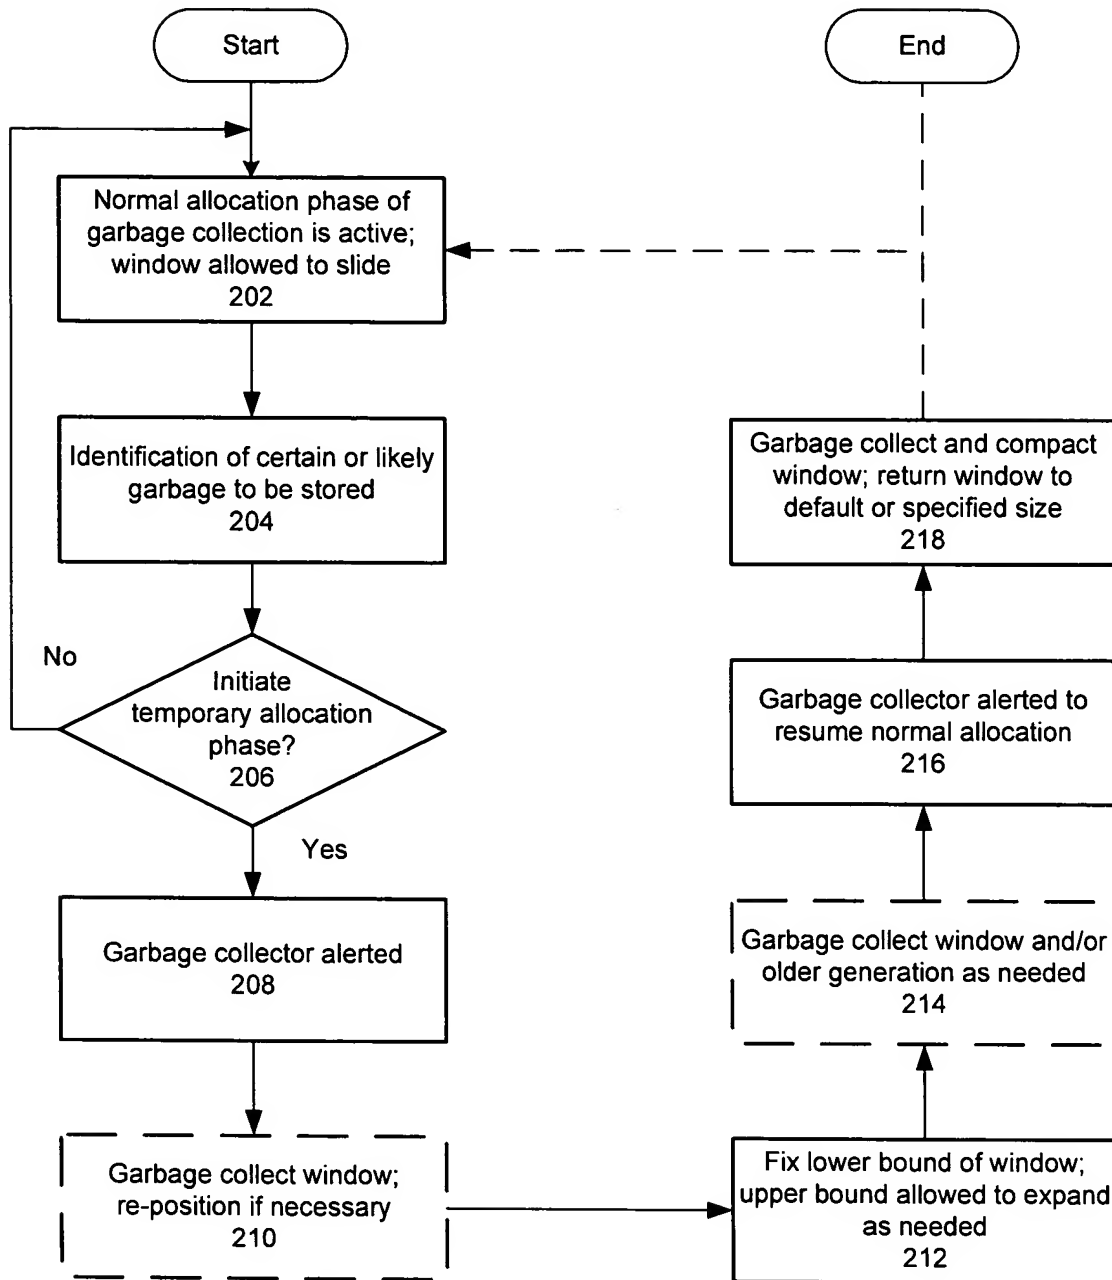 Start
Normal allocation phase of
garbage collection is active;
window allowed to slide
202
Identification of certain or likely
garbage to be stored
204
No
Initiate
temporary allocation
phase?
206
Yes
Garbage collector alerted
208
Garbage collect window;
re-position if necessary
210
Fix lower bound of window;
upper bound allowed to expand
as needed
212
Garbage collect window and/or
older generation as needed
214
Garbage collector alerted to
resume normal allocation
216
Garbage collect and compact
window; return window to
default or specified size
218
End